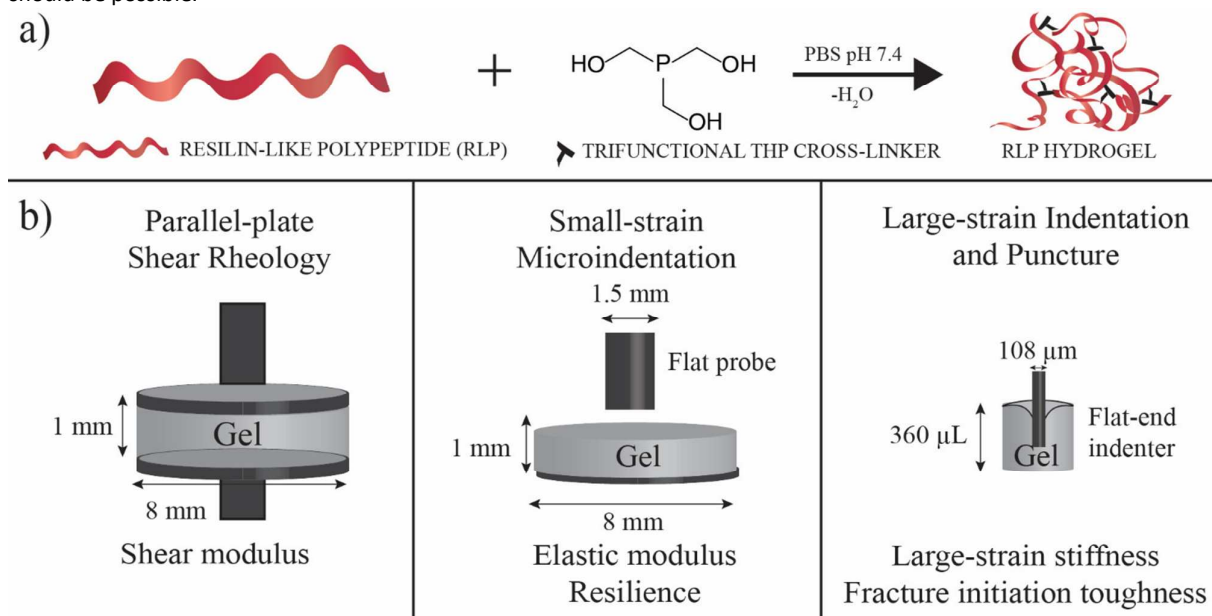 should be possible.
a)
HO P OH
OH
+
PBS pH 7.4
-H₂O
RESILIN-LIKE POLYPEPTIDE (RLP)
TRIFUNCTIONAL THP CROSS-LINKER
RLP HYDROGEL
b)
Parallel-plate
Shear Rheology
1 mm
Gel
8 mm
Shear modulus
Small-strain
Microindentation
1.5 mm
Flat probe
1 mm
Gel
8 mm
Elastic modulus
Resilience
Large-strain Indentation
and Puncture
108 μm
360 μL
Flat-end
indenter
Gel
Large-strain stiffness
Fracture initiation toughness